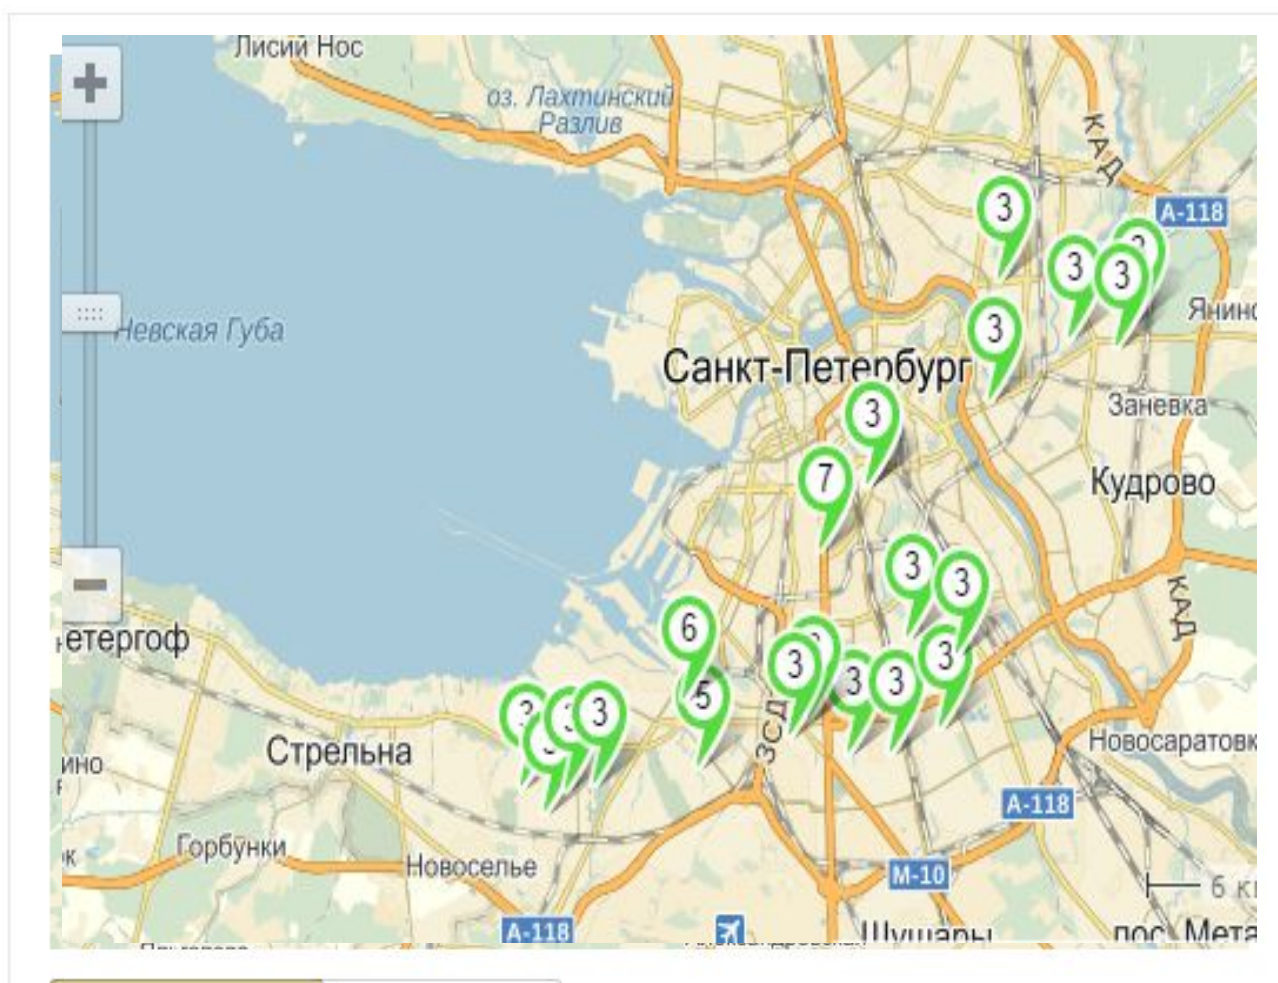 Лисий Нос
оз. Лахтинский
Разлив
КАД
А-118
3
3
3
3
Янино
Невская Губа
Санкт-Петербург
3
Заневка
7
Кудрово
3
3
КАД
етергоф
6
3
3
3
3
5
3
3
Стрельна
ЗСД
Новосаратовк
ино
А-118
Горбунки
Новоселье
М-10
6 к
А-118
Шушары
пос. Мета